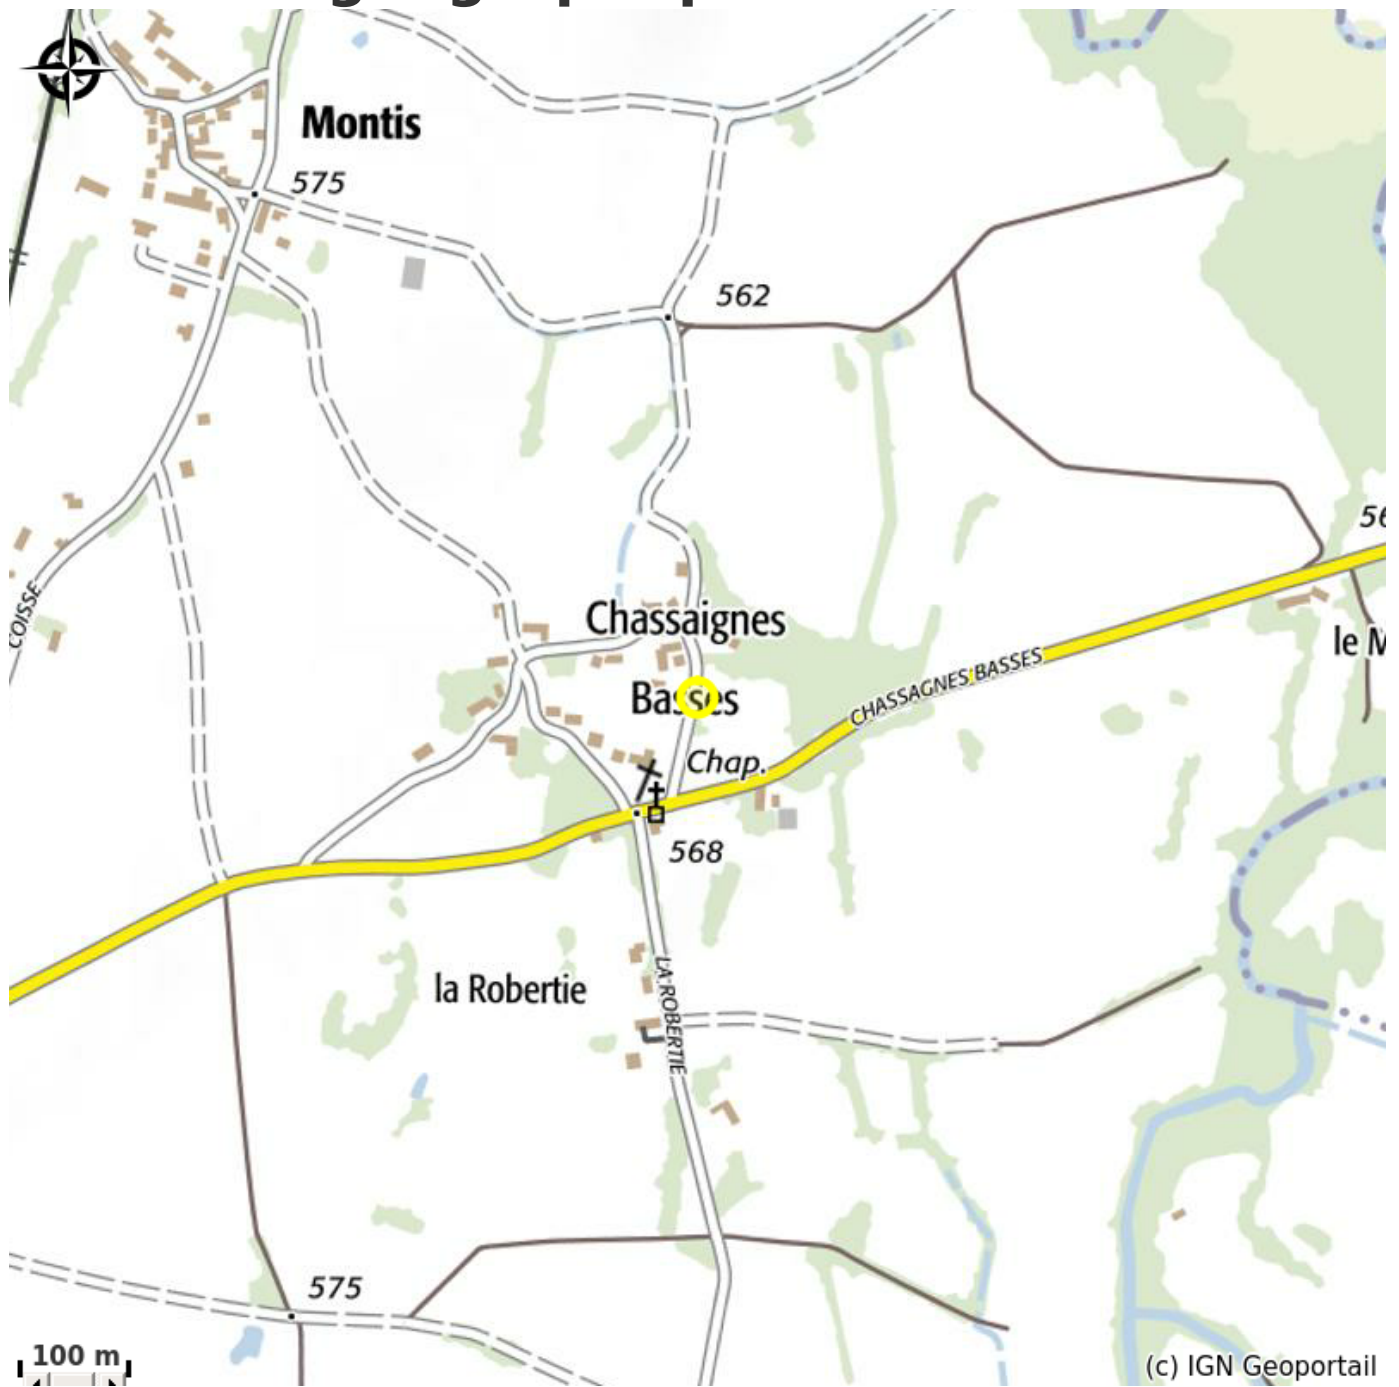 Montis
575
562
56
COISSE
Chassaignes
Basses
le M
CHASSAGNES BASSES
Chap.
568
la Robertie
LA ROBERTIE
575
100 m
(c) IGN Geoportail